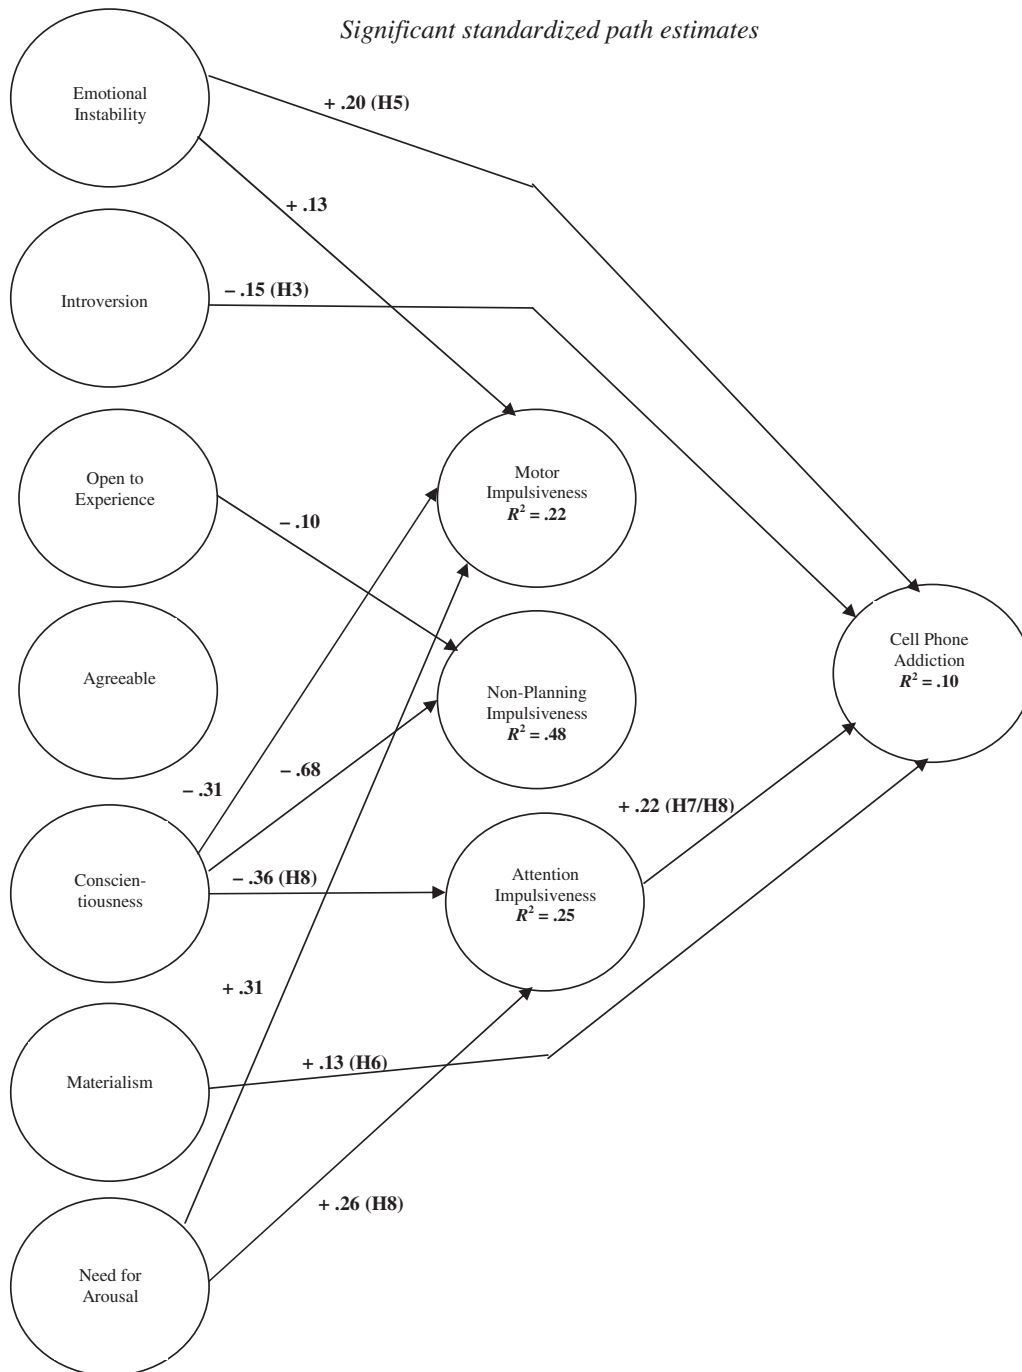 Significant standardized path estimates
Emotional
Instability
+ .20 (H5)
+ .13
Introversion
– .15 (H3)
Open to
Experience
– .10
Motor
Impulsiveness
R² = .22
Agreeable
Non-Planning
Impulsiveness
R² = .48
Cell Phone
Addiction
R² = .10
– .31
– .68
Conscien-
tiousness
– .36 (H8)
Attention
Impulsiveness
R² = .25
+ .22 (H7/H8)
+ .31
Materialism
+ .13 (H6)
+ .26 (H8)
Need for
Arousal